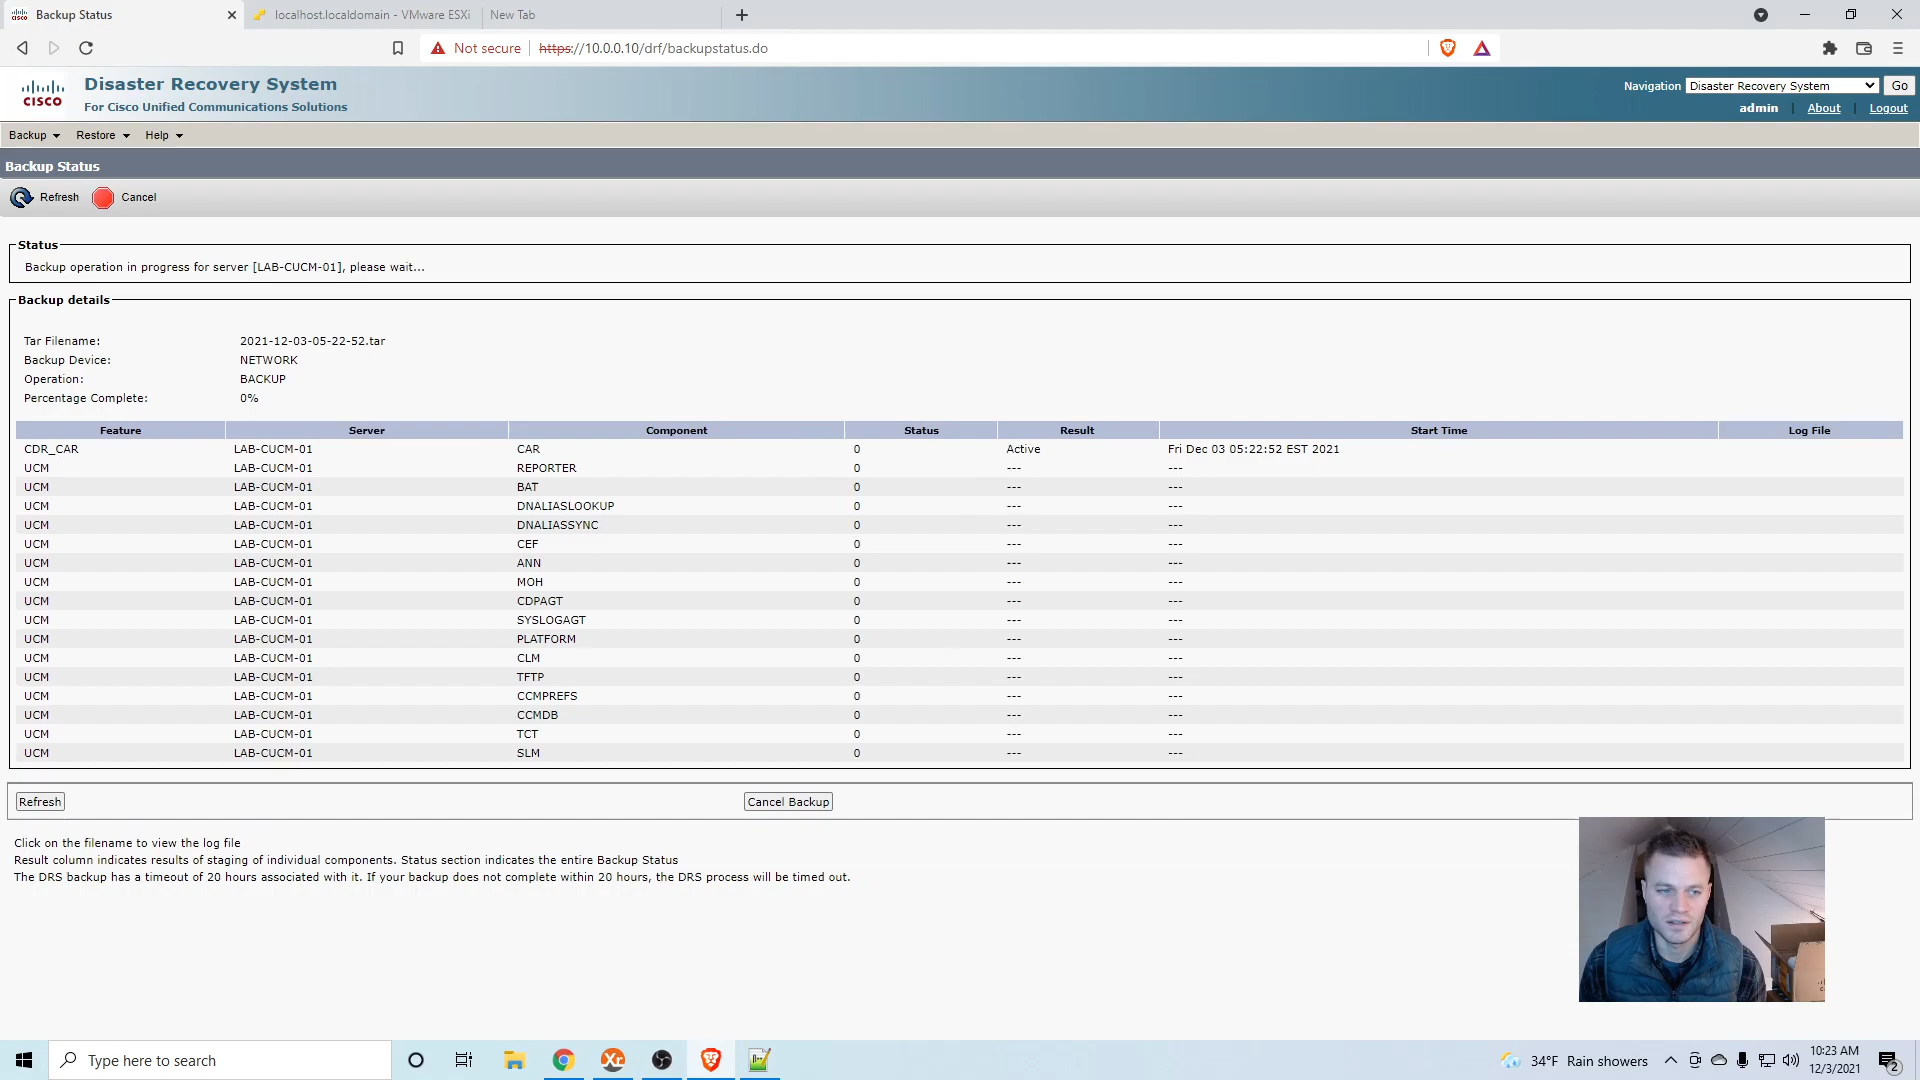 Backup Status
localhost.localdomain - VMware ESXi
New Tab
Not secure
https://10.0.0.10/drf/backupstatus.do
CISCO
Disaster Recovery System
For Cisco Unified Communications Solutions
Navigation Disaster Recovery System Go
admin About Logout
Backup Restore Help
Backup Status
Refresh Cancel
Status
Backup operation in progress for server [LAB-CUCM-01], please wait...
Backup details
Tar Filename: 2021-12-03-05-22-52.tar
Backup Device: NETWORK
Operation: BACKUP
Percentage Complete: 0%
Feature Server Component Status Result Start Time Log File
CDR_CAR LAB-CUCM-01 CAR 0 Active Fri Dec 03 05:22:52 EST 2021
UCM LAB-CUCM-01 REPORTER 0 --- ---
UCM LAB-CUCM-01 BAT 0 --- ---
UCM LAB-CUCM-01 DNALIASLOOKUP 0 --- ---
UCM LAB-CUCM-01 DNALIASSYNC 0 --- ---
UCM LAB-CUCM-01 CEF 0 --- ---
UCM LAB-CUCM-01 ANN 0 --- ---
UCM LAB-CUCM-01 MOH 0 --- ---
UCM LAB-CUCM-01 CDPAGT 0 --- ---
UCM LAB-CUCM-01 SYSLOGAGT 0 --- ---
UCM LAB-CUCM-01 PLATFORM 0 --- ---
UCM LAB-CUCM-01 CLM 0 --- ---
UCM LAB-CUCM-01 TFTP 0 --- ---
UCM LAB-CUCM-01 CCMPREFS 0 --- ---
UCM LAB-CUCM-01 CCMDB 0 --- ---
UCM LAB-CUCM-01 TCT 0 --- ---
UCM LAB-CUCM-01 SLM 0 --- ---
Refresh Cancel Backup
Click on the filename to view the log file
Result column indicates results of staging of individual components. Status section indicates the entire Backup Status
The DRS backup has a timeout of 20 hours associated with it. If your backup does not complete within 20 hours, the DRS process will be timed out.
Type here to search
Xr
34°F Rain showers
10:23 AM
12/3/2021
2